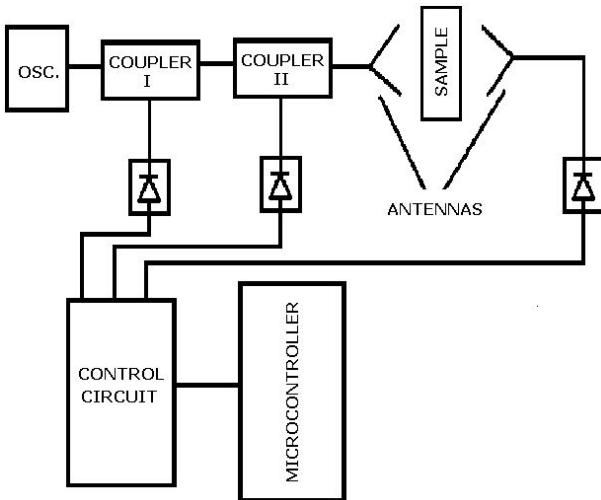 OSC.
COUPLER
I
COUPLER
II
SAMPLE
ANTENNAS
CONTROL
CIRCUIT
MICROCONTROLLER